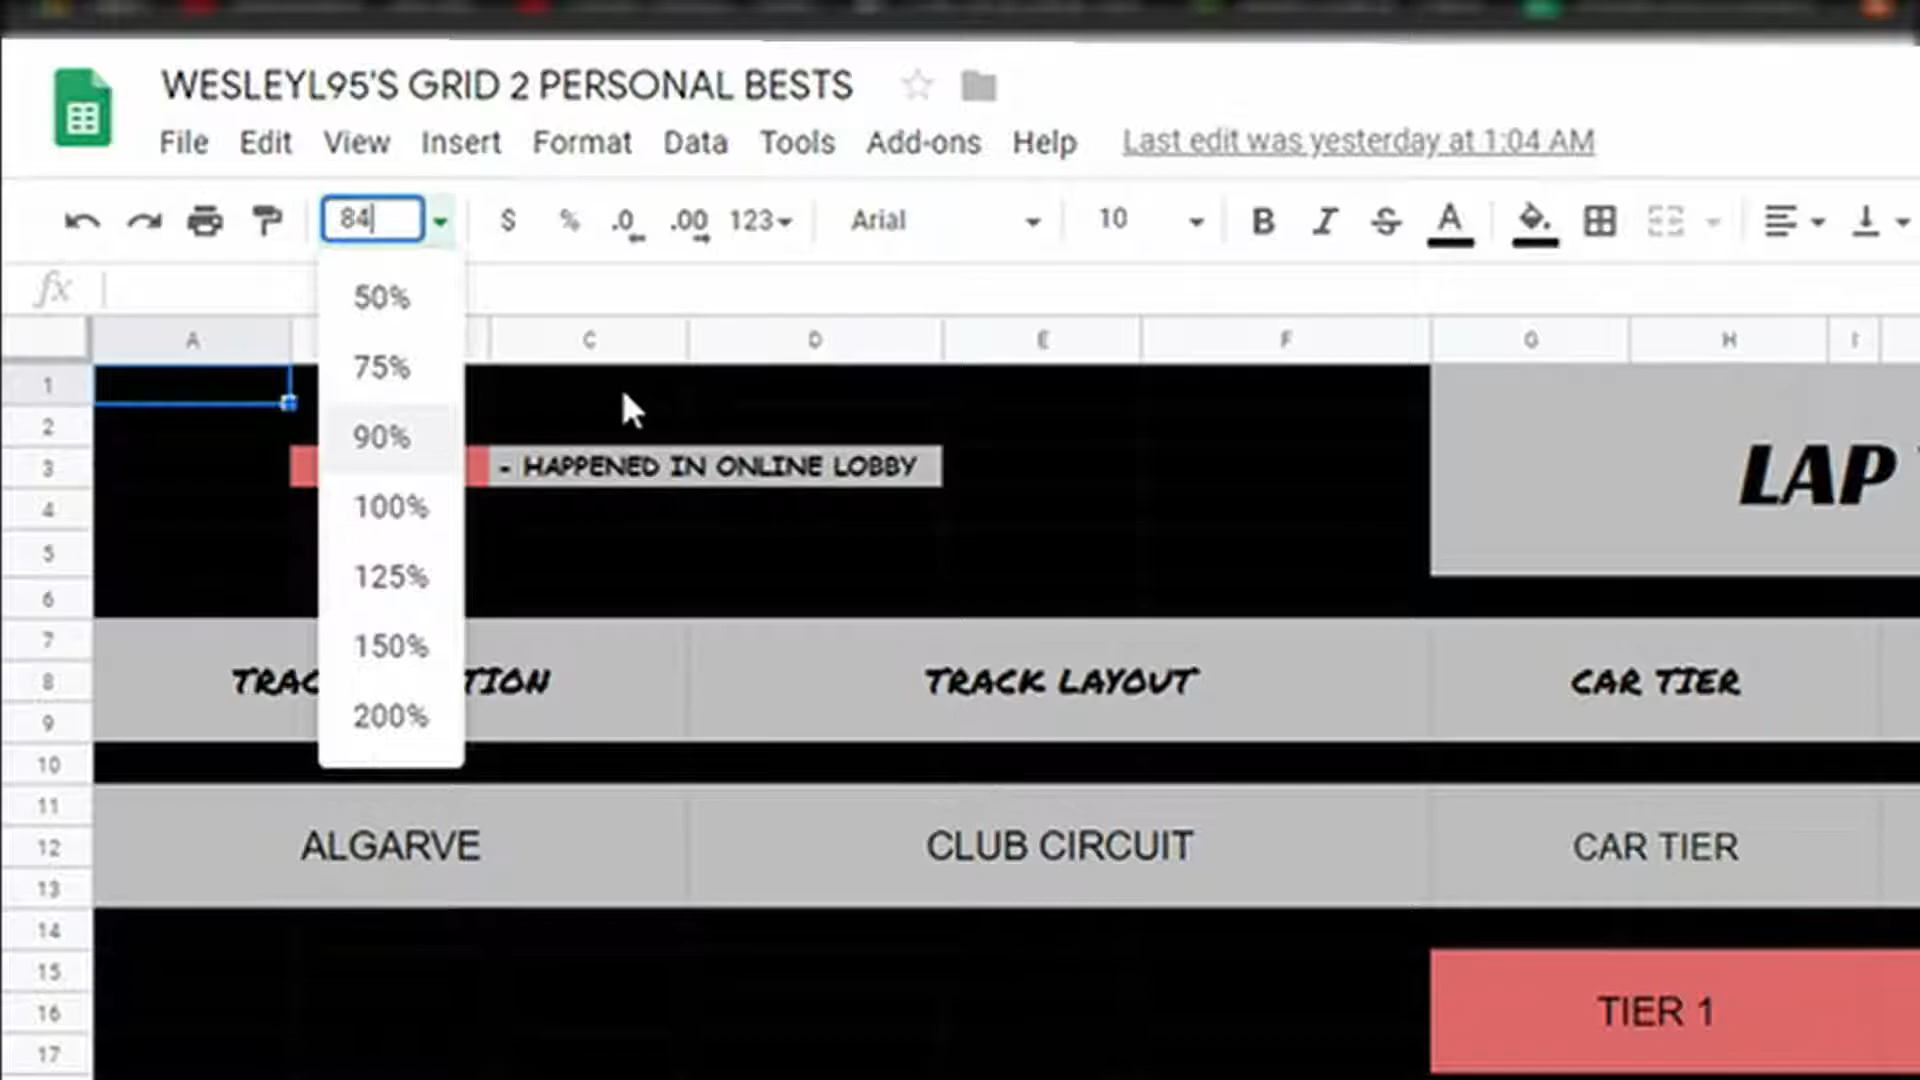 WESLEYL95'S GRID 2 PERSONAL BESTS
File Edit View Insert Format Data Tools Add-ons Help Last edit was yesterday at 1:04 AM
84 $ % .0 .00 123 Arial 10 B I S A
fx
50%
75%
90%
100%
125%
150%
200%
A C D E F G H I
1
2
3 - HAPPENED IN ONLINE LOBBY
LAP
4
5
6
7
8 TRAC TION TRACK LAYOUT CAR TIER
9
10
11
12 ALGARVE CLUB CIRCUIT CAR TIER
13
14
15
16 TIER 1
17